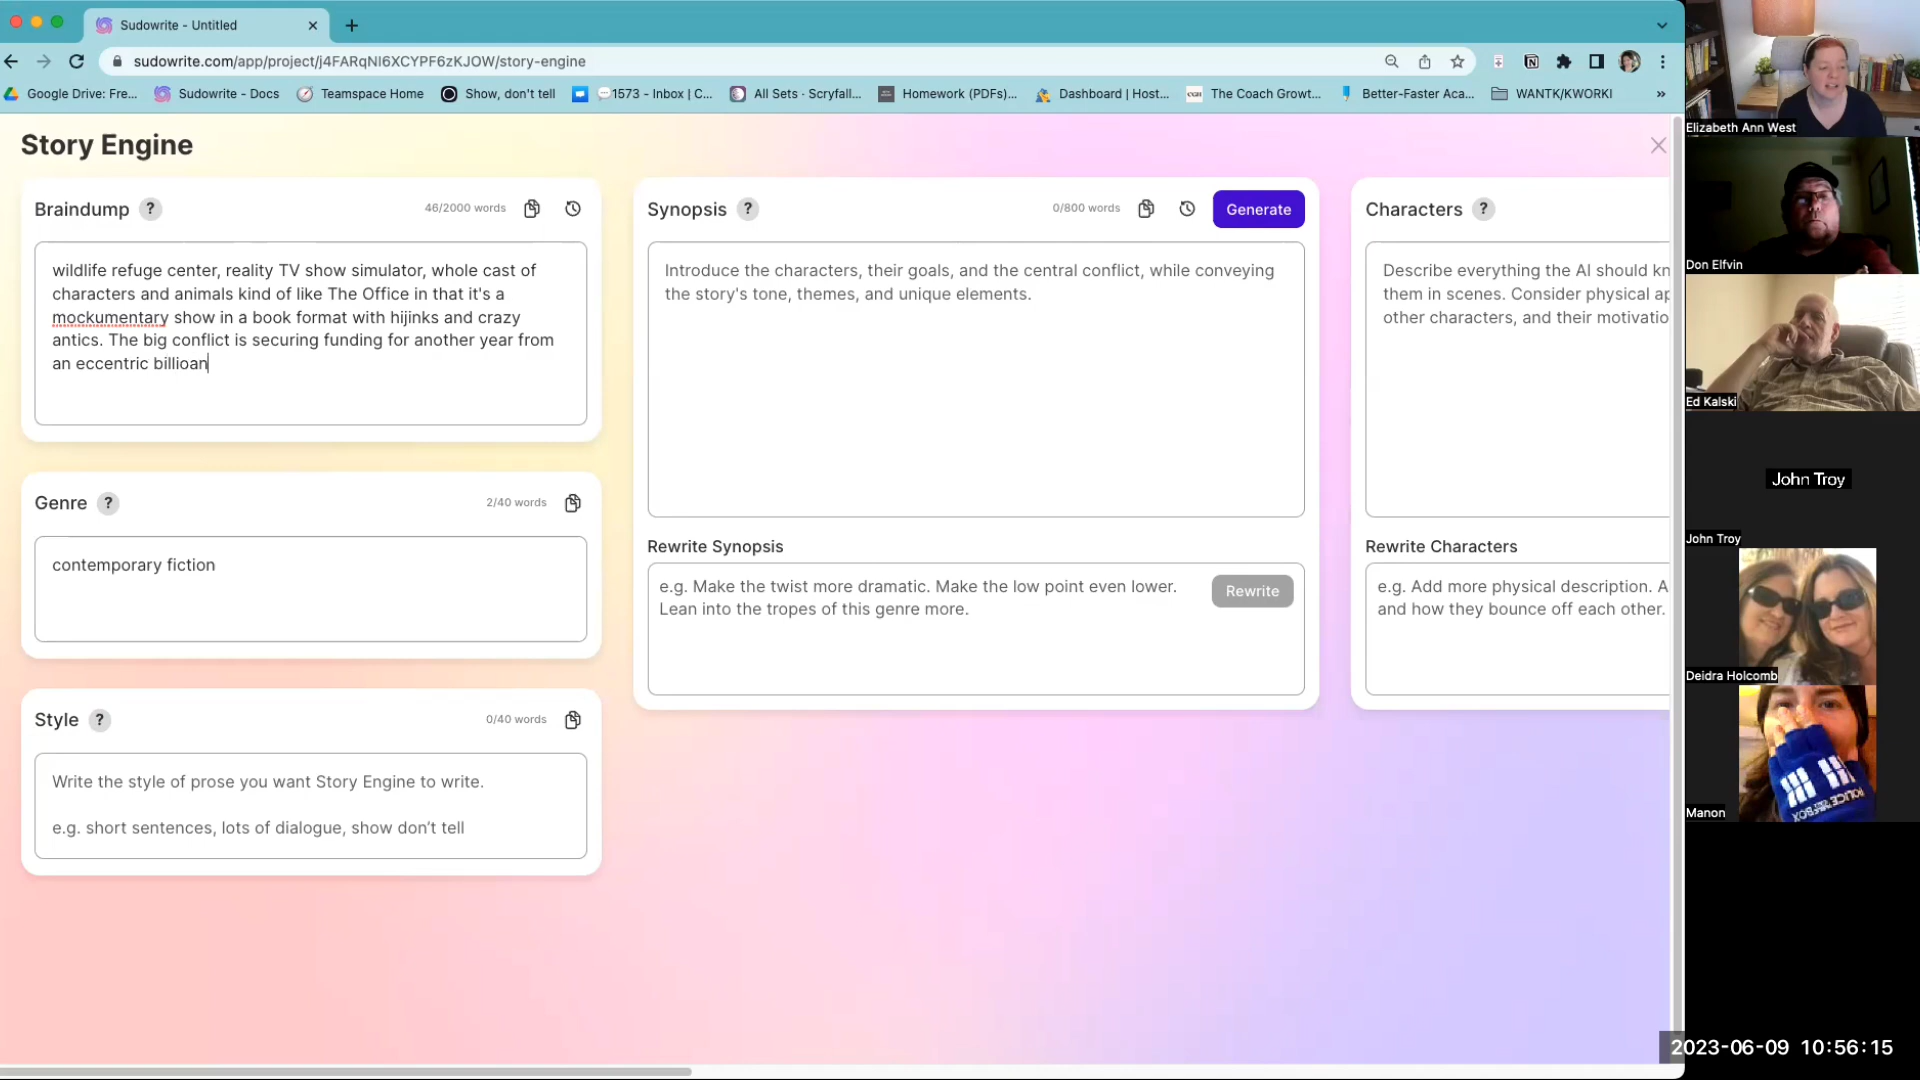 Sudowrite - Untitled
sudowrite.com/app/project/j4FARqNI6XCYPF6zKJOW/story-engine
Google Drive: Fre...
Sudowrite - Docs
Teamspace Home
Show, don't tell
1573 - Inbox | C...
All Sets - Scryfall...
Homework (PDFs)...
Dashboard | Host...
The Coach Growt...
Better-Faster Aca...
WANTK/KWORKI
Story Engine
Braindump ?
46/2000 words
wildlife refuge center, reality TV show simulator, whole cast of
characters and animals kind of like The Office in that it's a
mockumentary show in a book format with hijinks and crazy
antics. The big conflict is securing funding for another year from
an eccentric billioan
Genre ?
2/40 words
contemporary fiction
Style ?
0/40 words
Write the style of prose you want Story Engine to write.
e.g. short sentences, lots of dialogue, show don't tell
Synopsis ?
0/800 words
Generate
Introduce the characters, their goals, and the central conflict, while conveying
the story's tone, themes, and unique elements.
Rewrite Synopsis
e.g. Make the twist more dramatic. Make the low point even lower.
Lean into the tropes of this genre more.
Rewrite
Characters ?
Describe everything the AI should kn
them in scenes. Consider physical ap
other characters, and their motivatio
Rewrite Characters
e.g. Add more physical description. A
and how they bounce off each other.
Elizabeth Ann West
Don Elfvin
Ed Kalski
John Troy
John Troy
Deidra Holcomb
POLICE BOX
Manon
2023-06-09 10:56:15